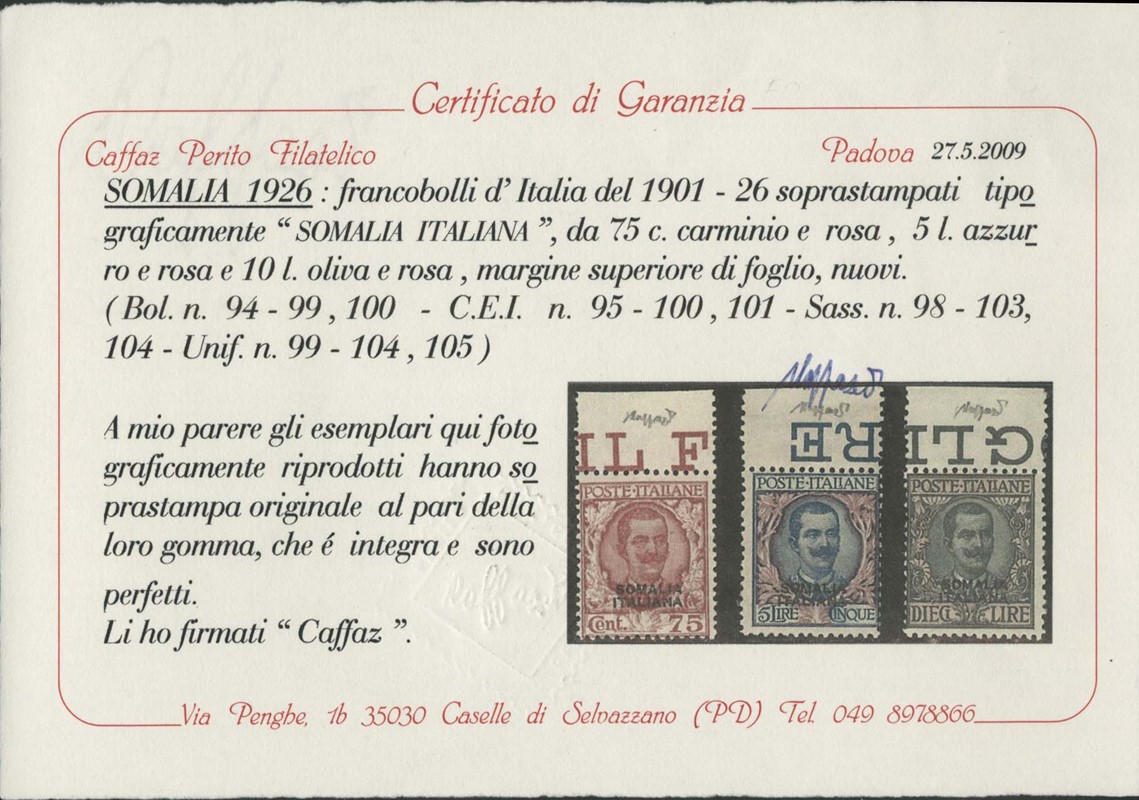 Certificato di Garanzia
Caffaz Perito Filatelico
Padova 27.5.2009
SOMALIA 1926 : francobolli d' Italia del 1901 - 26 soprastampati tipo
graficamente “ SOMALIA ITALIANA ”, da 75 c. carminio e rosa , 5 l. azzur
ro e rosa e 10 l. oliva e rosa , margine superiore di foglio, nuovi.
( Bol. n. 94 - 99 , 100 - C.E.I. n. 95 - 100 , 101 - Sass. n. 98 - 103,
104 - Unif. n. 99 - 104 , 105 )
A mio parere gli esemplari qui foto
graficamente riprodotti hanno so
prastampa originale al pari della
loro gomma, che é integra e sono
perfetti.
Li ho firmati “ Caffaz ”.
IL F
POSTE·ITALIANE
SOMALIA
ITALIANA
Cent. 75
RE
POSTE·ITALIANE
SOMALIA
ITALIANA
5 LIRE CINQUE
GLI
POSTE·ITALIANE
SOMALIA
ITALIANA
DIECI LIRE
Via Penghe, 1b 35030 Caselle di Selvazzano (PD) Tel. 049 8978866